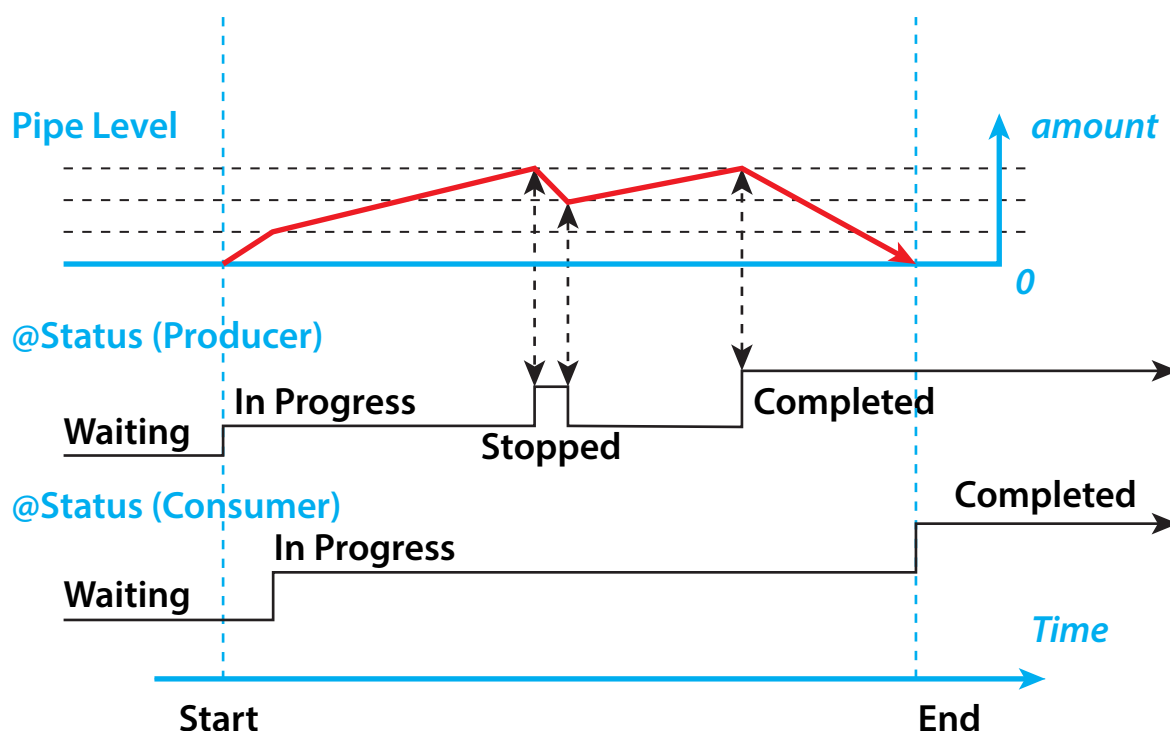 Pipe Level
amount
0
@Status (Producer)
In Progress
Completed
Waiting
Stopped
@Status (Consumer)
Completed
In Progress
Waiting
Time
Start
End